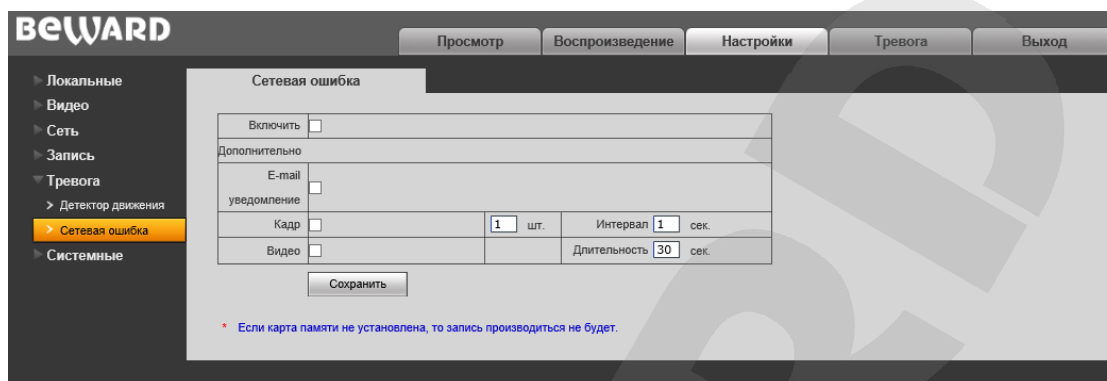 BEWARD
Просмотр Воспроизведение Настройки Тревога Выход
Локальные
Видео
Сеть
Запись
Тревога
Детектор движения
Сетевая ошибка
Системные
Сетевая ошибка
Включить
Дополнительно
E-mail
уведомление
Кадр 1 шт. Интервал 1 сек.
Видео Длительность 30 сек.
Сохранить
* Если карта памяти не установлена, то запись производиться не будет.